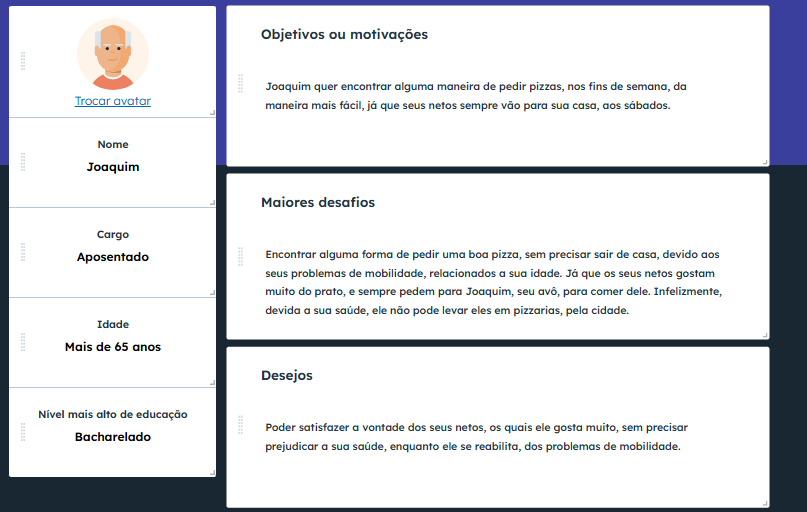 Trocar avatar
Nome
Joaquim
Cargo
Aposentado
Idade
Mais de 65 anos
Nível mais alto de educação
Bacharelado
Objetivos ou motivações
Joaquim quer encontrar alguma maneira de pedir pizzas, nos fins de semana, da
maneira mais fácil, já que seus netos sempre vão para sua casa, aos sábados.
Maiores desafios
Encontrar alguma forma de pedir uma boa pizza, sem precisar sair de casa, devido aos
seus problemas de mobilidade, relacionados a sua idade. Já que os seus netos gostam
muito do prato, e sempre pedem para Joaquim, seu avô, para comer dele. Infelizmente,
devida a sua saúde, ele não pode levar eles em pizzarias, pela cidade.
Desejos
Poder satisfazer a vontade dos seus netos, os quais ele gosta muito, sem precisar
prejudicar a sua saúde, enquanto ele se reabilita, dos problemas de mobilidade.